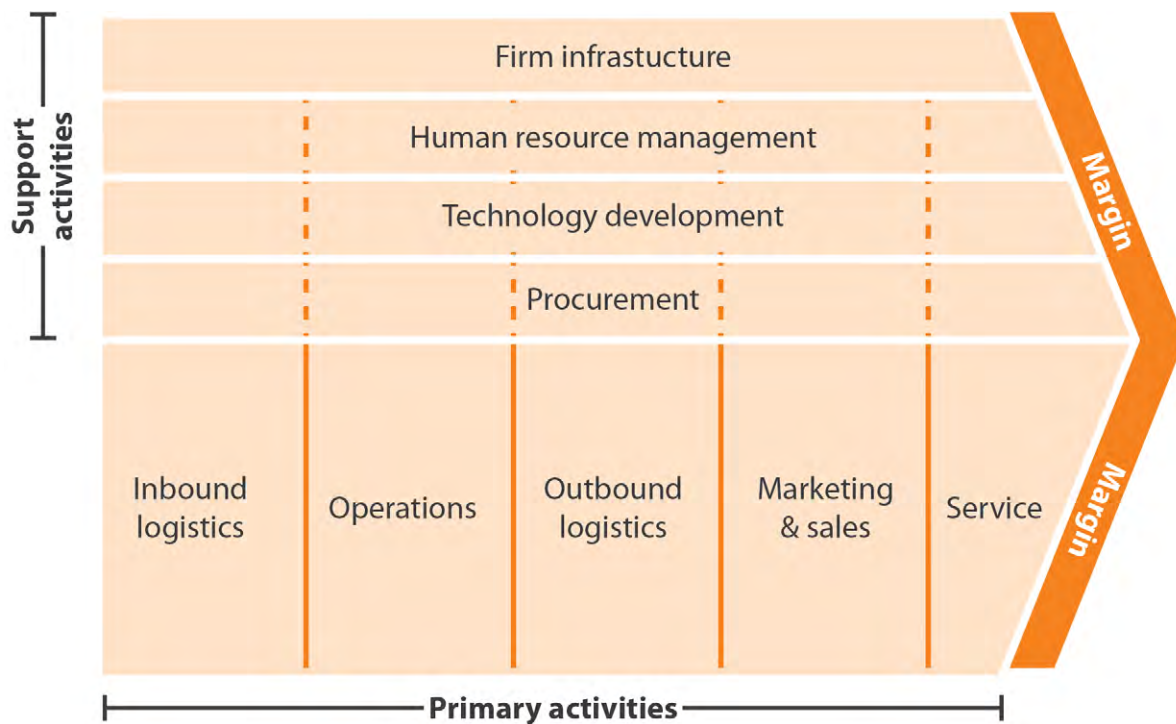 Support
activities
Firm infrastucture
Human resource management
Technology development
Procurement
Inbound
logistics
Operations
Outbound
logistics
Marketing
& sales
Service
Margin
Margin
Primary activities